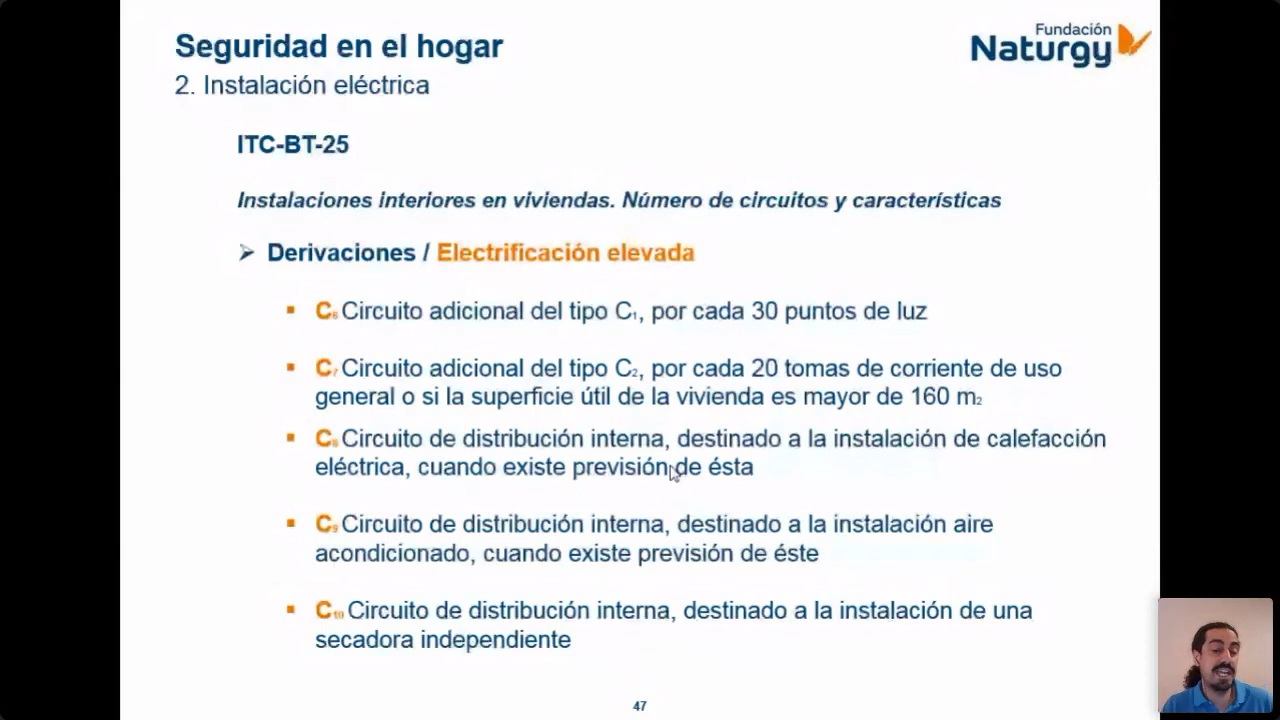 Seguridad en el hogar
2. Instalación eléctrica
Fundación
Naturgy
ITC-BT-25
Instalaciones interiores en viviendas. Número de circuitos y características
Derivaciones / Electrificación elevada
C6 Circuito adicional del tipo C1, por cada 30 puntos de luz
C7 Circuito adicional del tipo C2, por cada 20 tomas de corriente de uso
general o si la superficie útil de la vivienda es mayor de 160 m2
C8 Circuito de distribución interna, destinado a la instalación de calefacción
eléctrica, cuando existe previsión de ésta
C9 Circuito de distribución interna, destinado a la instalación aire
acondicionado, cuando existe previsión de éste
C10 Circuito de distribución interna, destinado a la instalación de una
secadora independiente
47